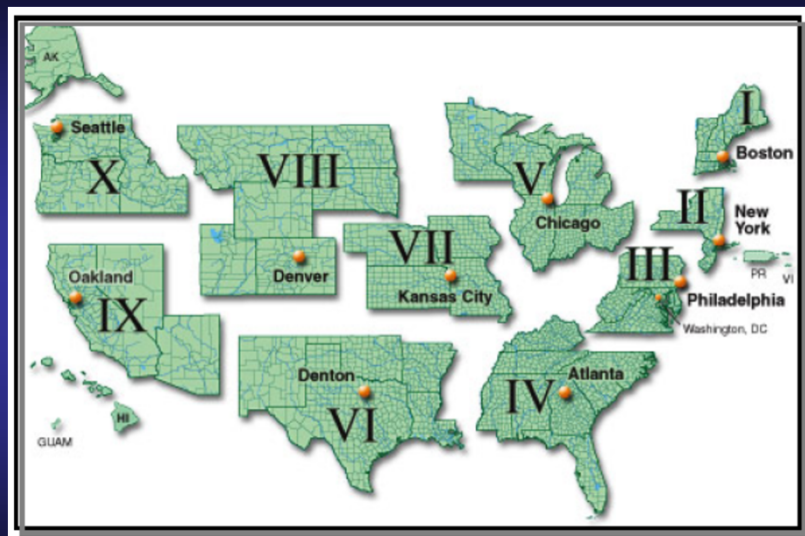 AK
Seattle
X
VIII
V
I
Boston
II
New
York
Chicago
VII
III
PR
VI
Denver
Oakland
IX
Kansas City
Philadelphia
Washington, DC
Denton
VI
IV
Atlanta
HI
GUAM